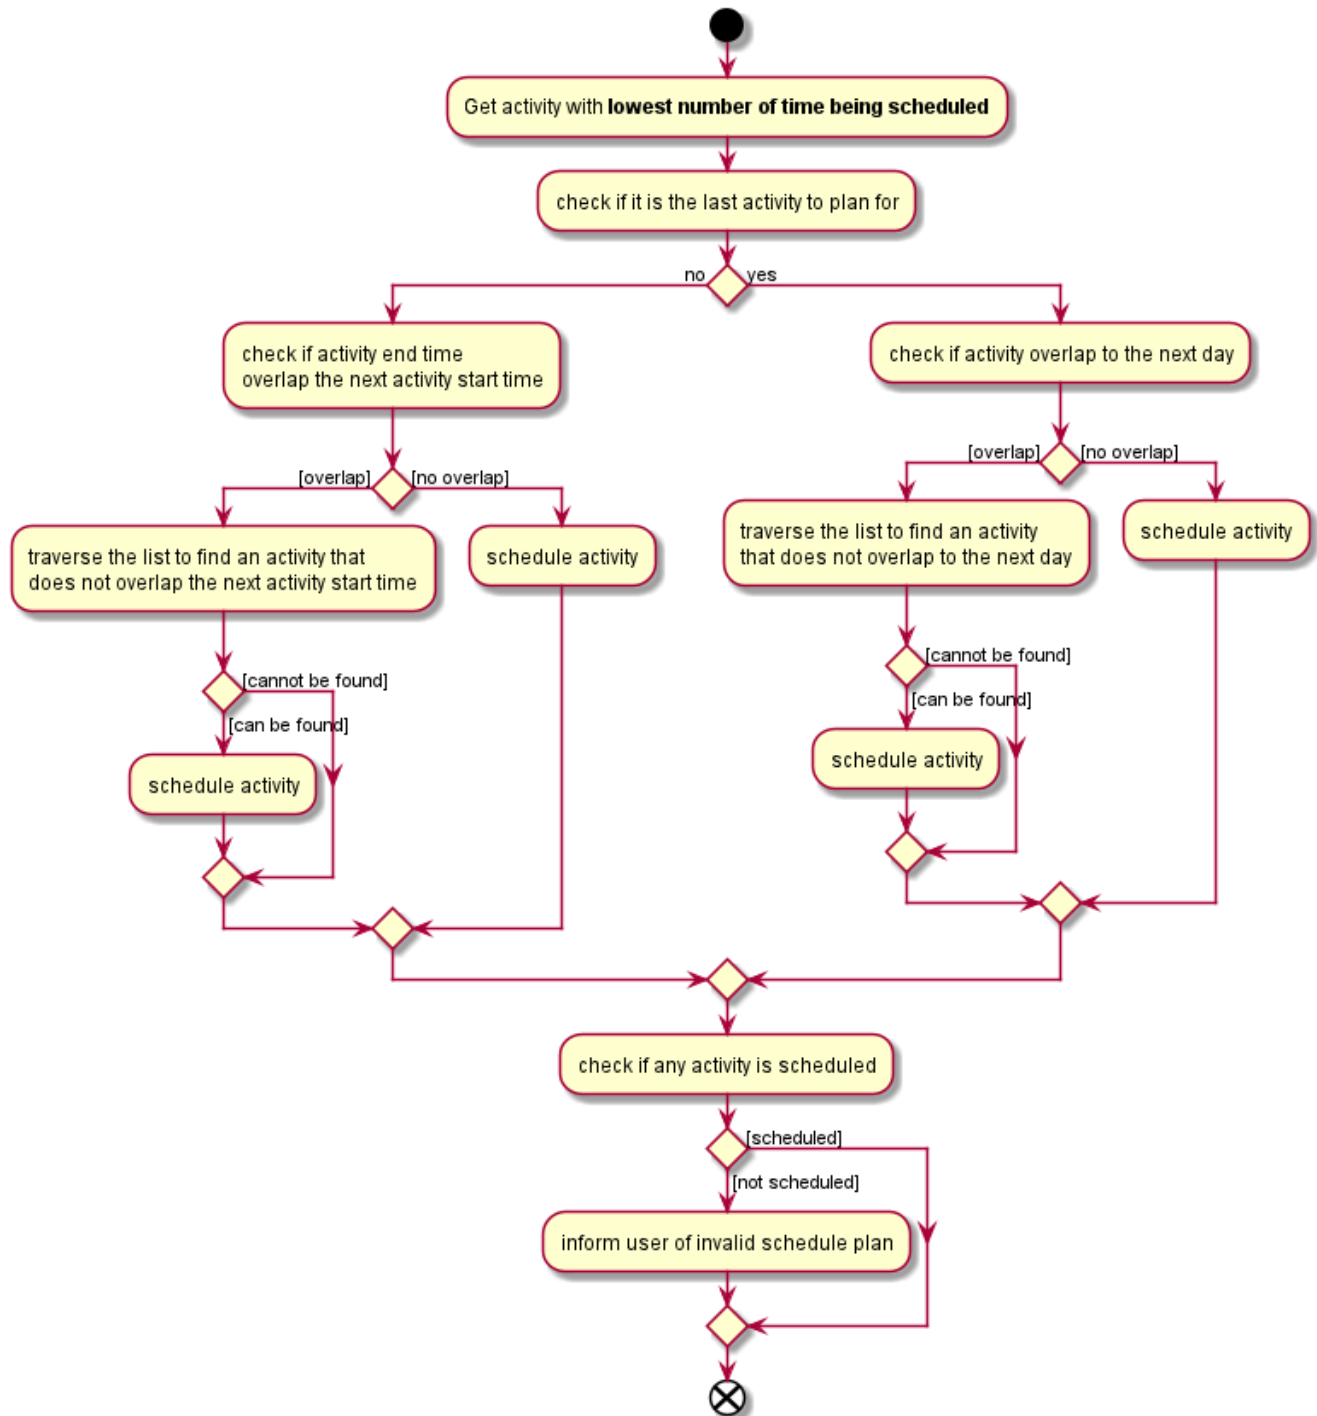 Get activity with lowest number of time being scheduled
check if it is the last activity to plan for
no
yes
check if activity end time
overlap the next activity start time
check if activity overlap to the next day
[overlap]
[no overlap]
[overlap]
[no overlap]
traverse the list to find an activity that
does not overlap the next activity start time
schedule activity
traverse the list to find an activity
that does not overlap to the next day
schedule activity
[cannot be found]
[can be found]
schedule activity
[cannot be found]
[can be found]
schedule activity
check if any activity is scheduled
[scheduled]
[not scheduled]
inform user of invalid schedule plan